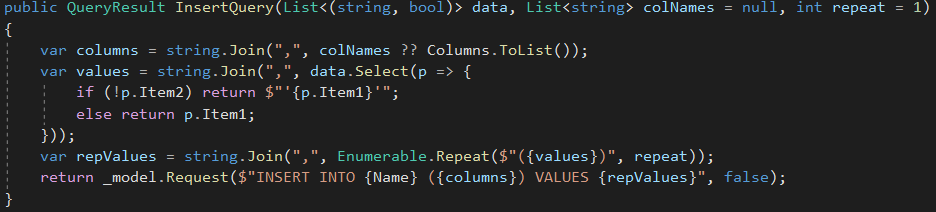 public QueryResult InsertQuery(List<(string, bool)> data, List<string> colNames = null, int repeat = 1)
{
    var columns = string.Join(",", colNames ?? Columns.ToList());
    var values = string.Join(",", data.Select(p => {
        if (!p.Item2) return $"'{p.Item1}'";
        else return p.Item1;
    }));
    var repValues = string.Join(",", Enumerable.Repeat($"({values})", repeat));
    return _model.Request($"INSERT INTO {Name} ({columns}) VALUES {repValues}", false);
}